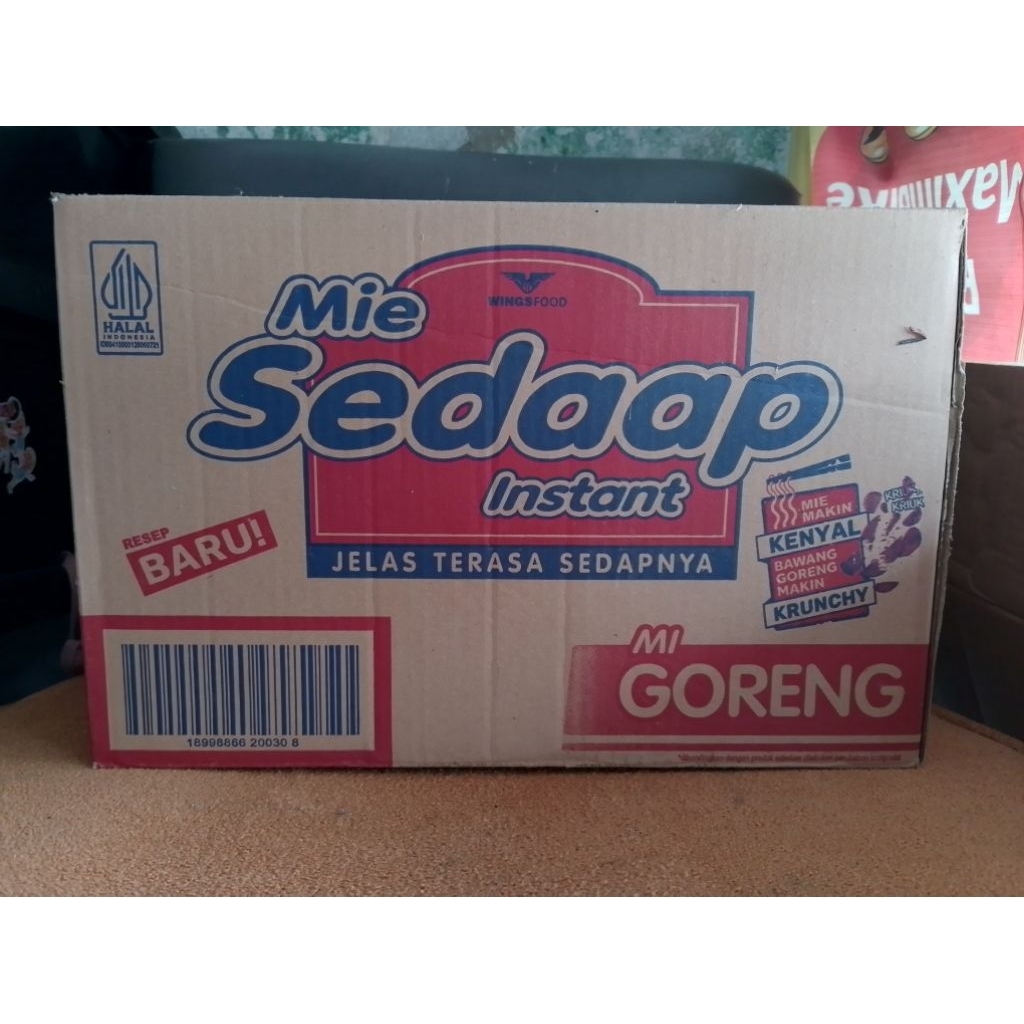 HALAL
INDONESIA
WINGSFOOD
Mie
Sedaap
Instant
JELAS TERASA SEDAPNYA
RESEP
BARU!
MIE
MAKIN
KENYAL
BAWANG
GORENG
MAKIN
KRUNCHY
KRIUK
MI
GORENG
18998866 20030 8